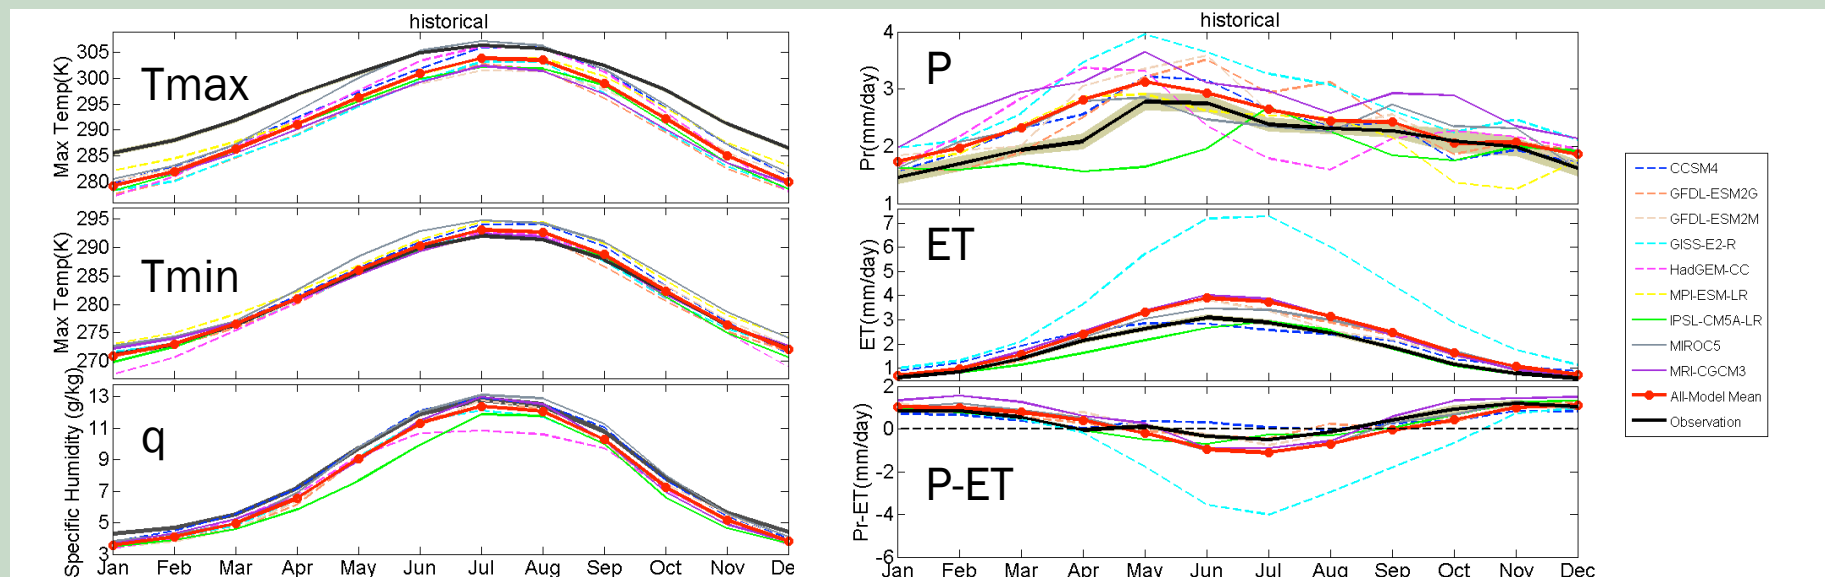 historical
Max Temp(K)
305
300
295
290
285
280
Tmax
Max Temp(K)
295
290
285
280
275
270
Tmin
Specific Humidity (g/kg)
13
11
9
7
5
3
q
Jan Feb Mar Apr May Jun Jul Aug Sep Oct Nov De
historical
Pr(mm/day)
4
3
2
1
P
ET(mm/day)
7
6
5
4
3
2
1
ET
Pr-ET(mm/day)
2
0
-2
-4
-6
P-ET
Jan Feb Mar Apr May Jun Jul Aug Sep Oct Nov Dec
CCSM4
GFDL-ESM2G
GFDL-ESM2M
GISS-E2-R
HadGEM-CC
MPI-ESM-LR
IPSL-CM5A-LR
MIROC5
MRI-CGCM3
All-Model Mean
Observation